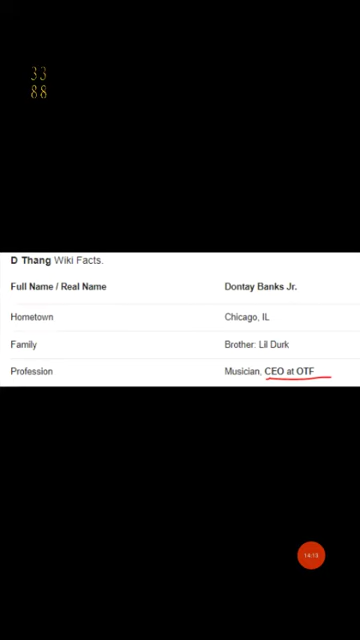 33
88
D Thang Wiki Facts.
Full Name / Real Name Dontay Banks Jr.
Hometown Chicago, IL
Family Brother: Lil Durk
Profession Musician, CEO at OTF
14:15